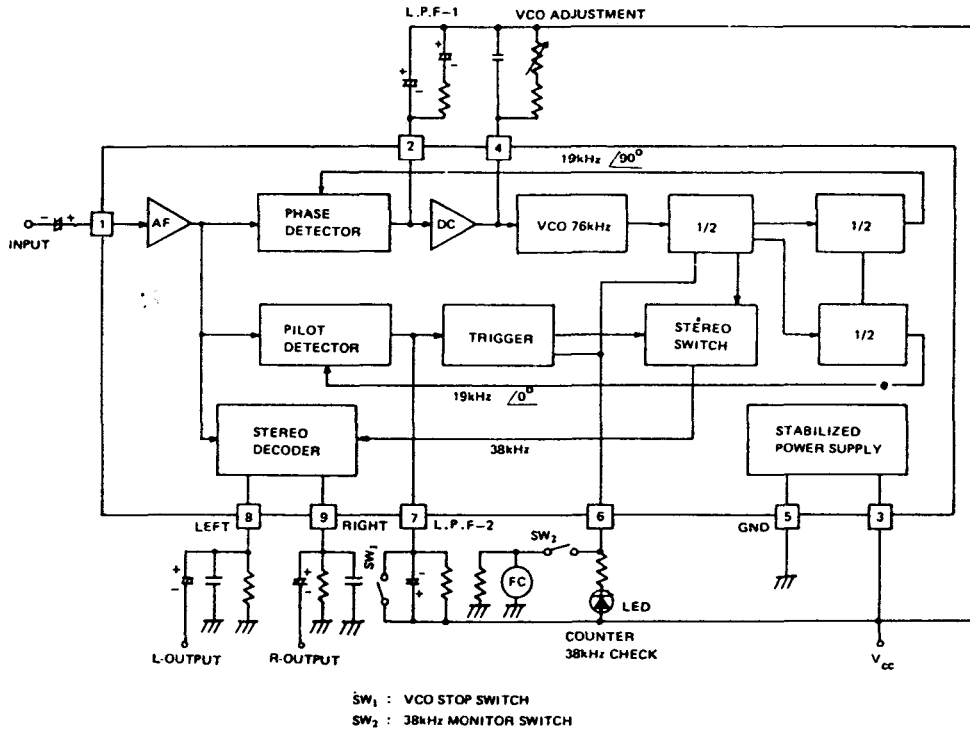 L.P.F-1
VCO ADJUSTMENT
+
+
-
-
2
4
19kHz ∠90°
INPUT
- +
1
AF
PHASE
DETECTOR
DC
VCO 76kHz
1/2
1/2
PILOT
DETECTOR
TRIGGER
STEREO
SWITCH
1/2
19kHz ∠0°
STEREO
DECODER
38kHz
STABILIZED
POWER SUPPLY
LEFT
8
9
RIGHT
7
L.P.F-2
6
GND
5
3
+
-
+
-
SW1
-
+
SW2
FC
LED
L-OUTPUT
R-OUTPUT
COUNTER
38kHz CHECK
Vcc
SW1 : VCO STOP SWITCH
SW2 : 38kHz MONITOR SWITCH